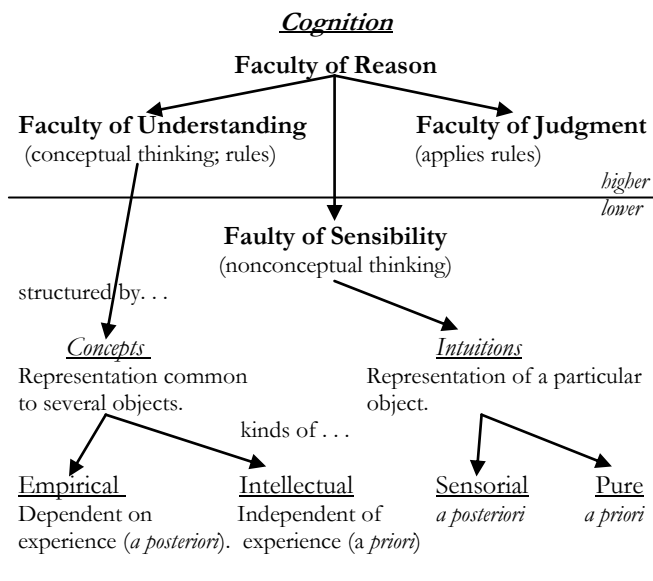 Cognition
Faculty of Reason
Faculty of Understanding
(conceptual thinking; rules)
Faculty of Judgment
(applies rules)
higher
lower
Faulty of Sensibility
(nonconceptual thinking)
structured by. . .
Concepts
Representation common
to several objects.
Intuitions
Representation of a particular
object.
kinds of . . .
Empirical
Dependent on
experience (a posteriori).
Intellectual
Independent of
experience (a priori)
Sensorial
a posteriori
Pure
a priori